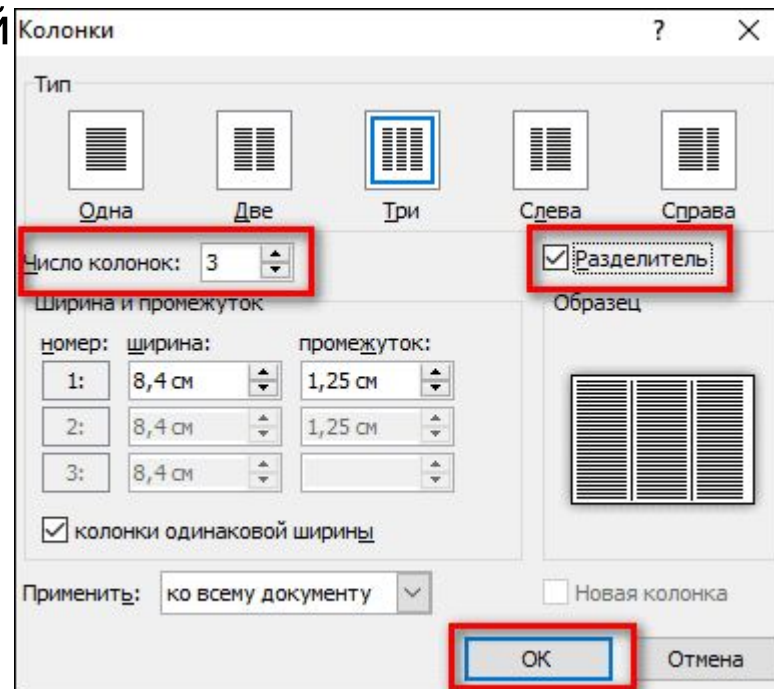 й
Колонки ? ×
Тип
Одна Две Три Слева Справа
Число колонок: 3 Разделитель
Ширина и промежуток Образец
номер: ширина: промежуток:
1: 8,4 см 1,25 см
2: 8,4 см 1,25 см
3: 8,4 см
колонки одинаковой ширины
Применить: ко всему документу Новая колонка
ОК Отмена